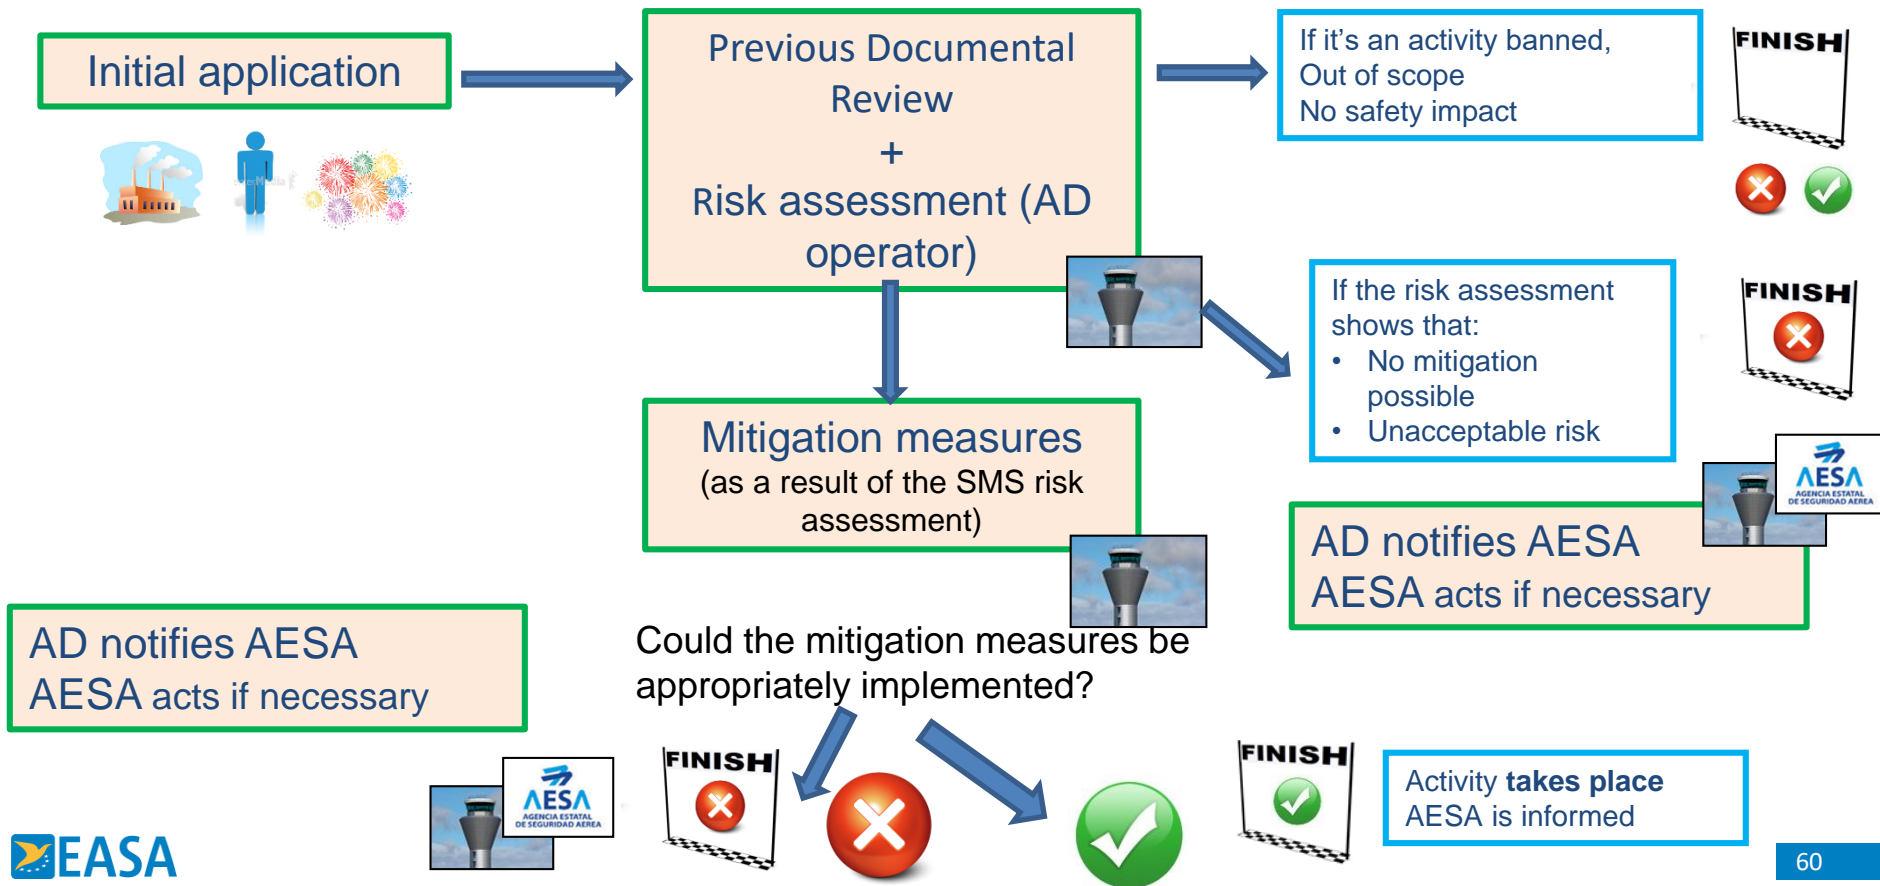 Initial application
Previous Documental
Review
+
Risk assessment (AD
operator)
If it's an activity banned,
Out of scope
No safety impact
FINISH
If the risk assessment
shows that:
• No mitigation
possible
• Unacceptable risk
FINISH
Mitigation measures
(as a result of the SMS risk
assessment)
AESA
AGENCIA ESTATAL
DE SEGURIDAD AEREA
AD notifies AESA
AESA acts if necessary
AD notifies AESA
AESA acts if necessary
Could the mitigation measures be
appropriately implemented?
AESA
AGENCIA ESTATAL
DE SEGURIDAD AEREA
FINISH
FINISH
Activity takes place
AESA is informed
EASA
60